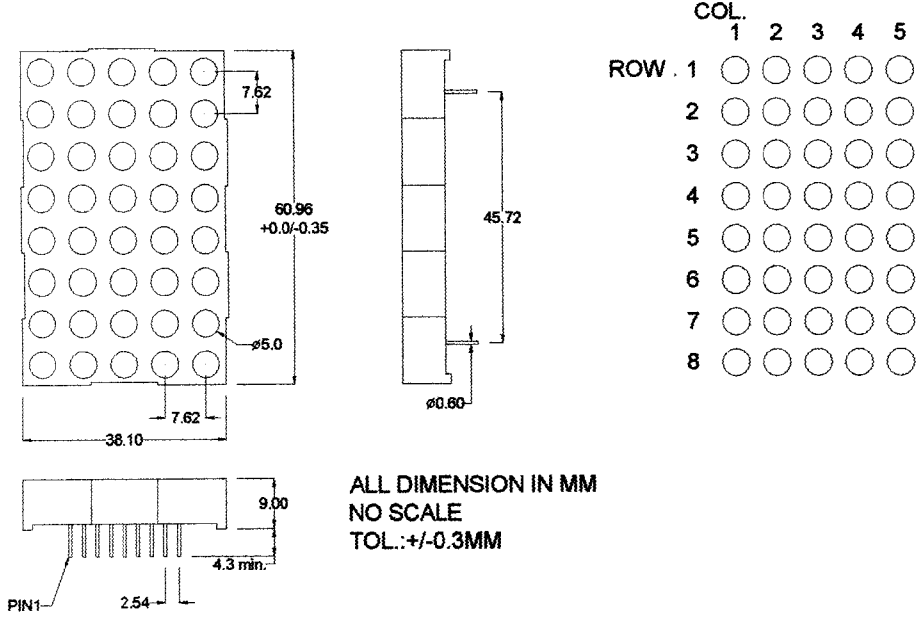 COL.
1 2 3 4 5
ROW . 1
2
3
4
5
6
7
8
7.62
60.96
+0.0/-0.35
45.72
ø5.0
ø0.60
7.62
38.10
9.00
4.3 min.
PIN1
2.54
ALL DIMENSION IN MM
NO SCALE
TOL.:+/-0.3MM